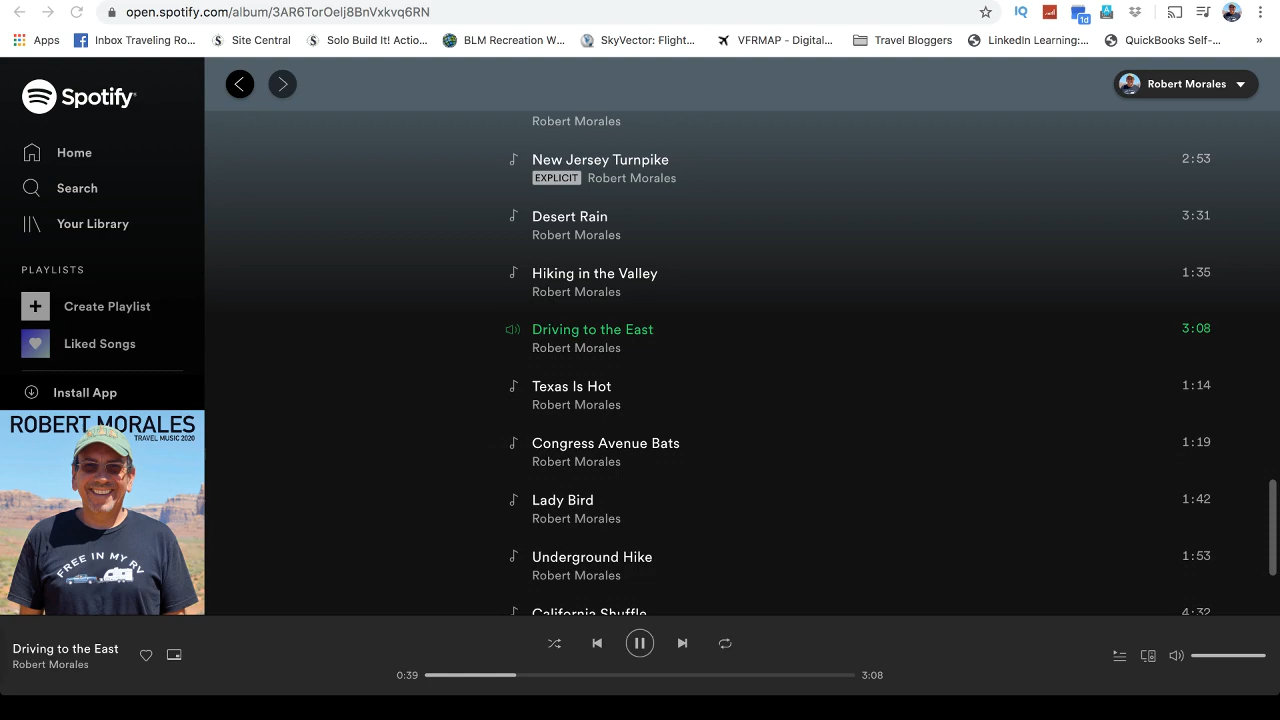 open.spotify.com/album/3AR6TorOelj8BnVxkvq6RN
IQ
1d
Apps
Inbox Traveling Ro...
Site Central
Solo Build It! Actio...
BLM Recreation W...
SkyVector: Flight...
VFRMAP - Digital...
Travel Bloggers
LinkedIn Learning:...
QuickBooks Self-...
»
Spotify
Robert Morales
Home
Search
Your Library
PLAYLISTS
Create Playlist
Liked Songs
Install App
ROBERT MORALES
TRAVEL MUSIC 2020
FREE IN MY RV
Robert Morales
New Jersey Turnpike 2:53
EXPLICIT Robert Morales
Desert Rain 3:31
Robert Morales
Hiking in the Valley 1:35
Robert Morales
Driving to the East 3:08
Robert Morales
Texas Is Hot 1:14
Robert Morales
Congress Avenue Bats 1:19
Robert Morales
Lady Bird 1:42
Robert Morales
Underground Hike 1:53
Robert Morales
California Shuffle 4:32
Driving to the East
Robert Morales
0:39
3:08